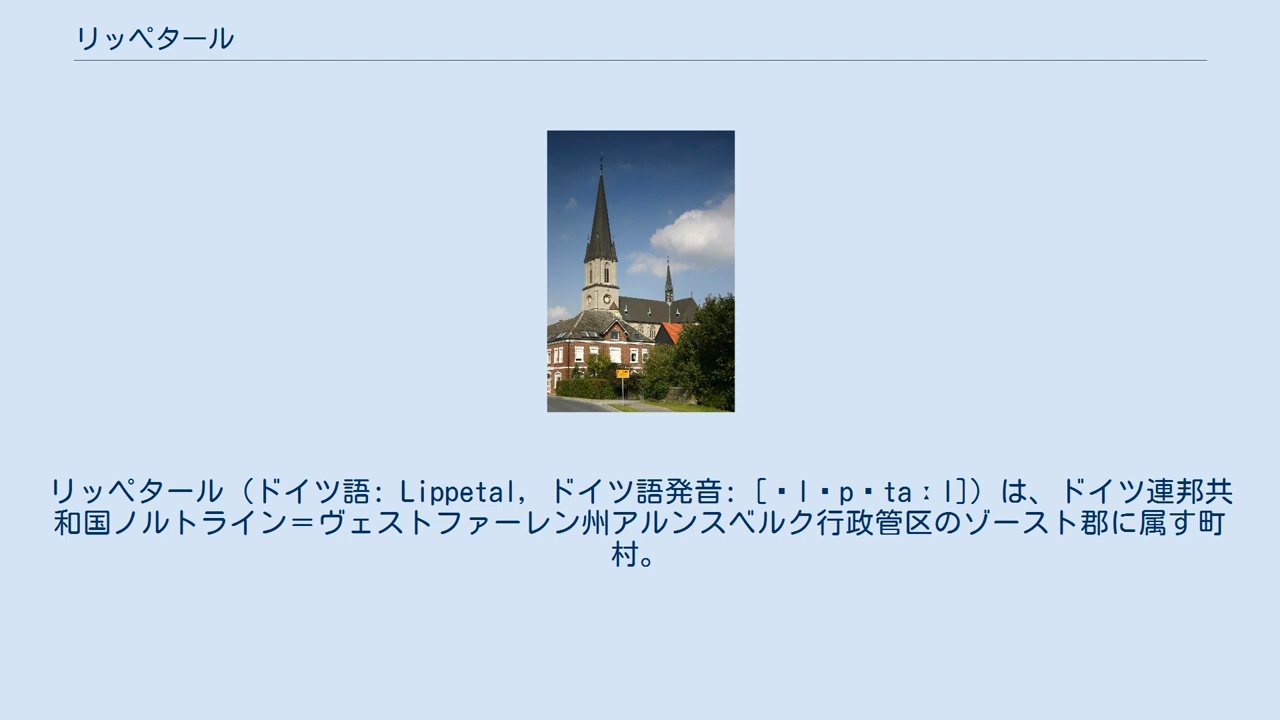 リッペタール
リッペタール（ドイツ語: Lippetal, ドイツ語発音: [▪l▪p▪taːl]）は、ドイツ連邦共
和国ノルトライン＝ヴェストファーレン州アルンスベルク行政管区のゾースト郡に属す町
村。